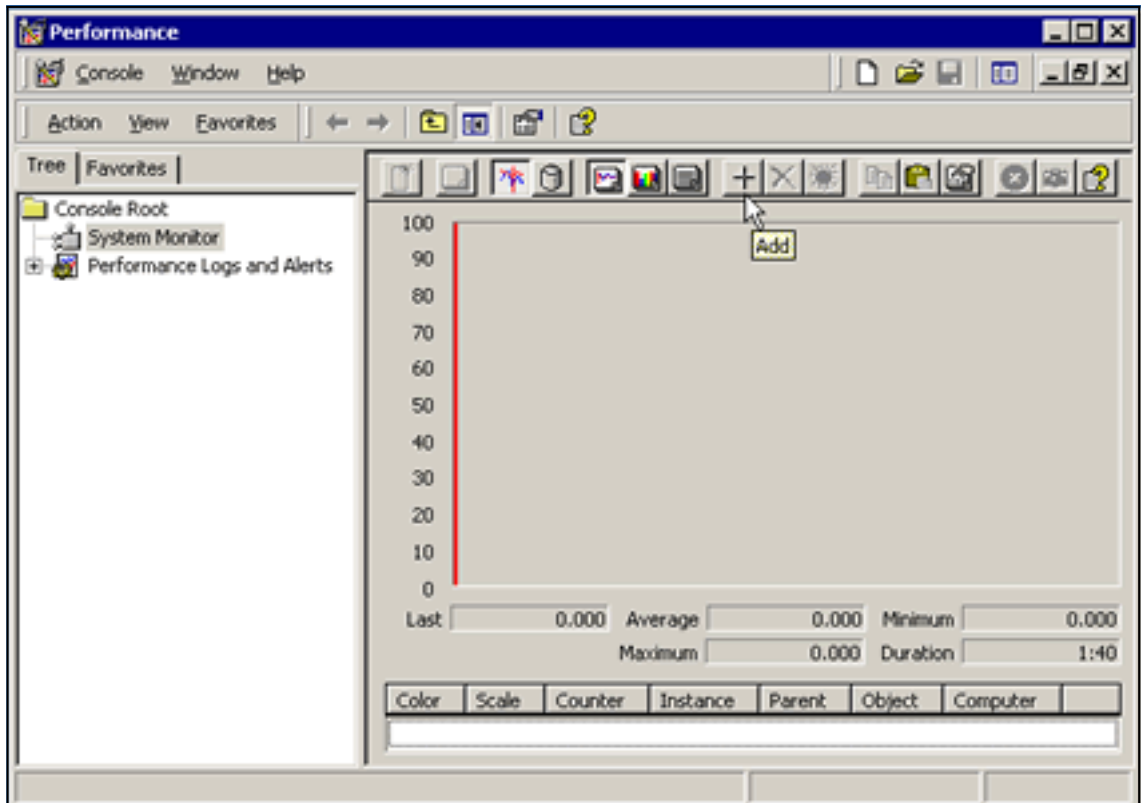 Performance
Console Window Help
Action View Favorites
Tree Favorites
Console Root
System Monitor
Performance Logs and Alerts
Add
100
90
80
70
60
50
40
30
20
10
0
Last 0.000 Average 0.000 Minimum 0.000
Maximum 0.000 Duration 1:40
Color Scale Counter Instance Parent Object Computer